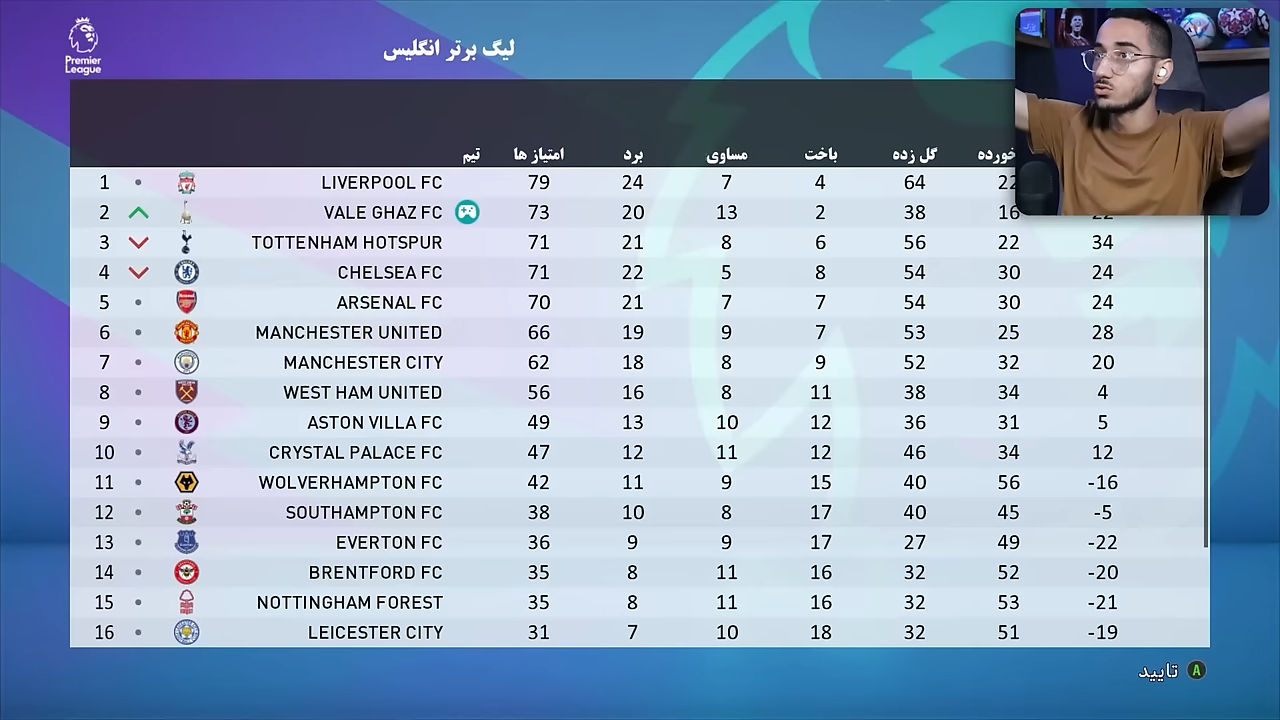 Premier
League
لیگ برتر انگلیس
تیم امتیاز ها برد مساوی باخت گل زده خورده
1 LIVERPOOL FC 79 24 7 4 64 22
2 VALE GHAZ FC 73 20 13 2 38 16 22
3 TOTTENHAM HOTSPUR 71 21 8 6 56 22 34
4 CHELSEA FC 71 22 5 8 54 30 24
5 ARSENAL FC 70 21 7 7 54 30 24
6 MANCHESTER UNITED 66 19 9 7 53 25 28
7 MANCHESTER CITY 62 18 8 9 52 32 20
8 WEST HAM UNITED 56 16 8 11 38 34 4
9 ASTON VILLA FC 49 13 10 12 36 31 5
10 CRYSTAL PALACE FC 47 12 11 12 46 34 12
11 WOLVERHAMPTON FC 42 11 9 15 40 56 -16
12 SOUTHAMPTON FC 38 10 8 17 40 45 -5
13 EVERTON FC 36 9 9 17 27 49 -22
14 BRENTFORD FC 35 8 11 16 32 52 -20
15 NOTTINGHAM FOREST 35 8 11 16 32 53 -21
16 LEICESTER CITY 31 7 10 18 32 51 -19
تایید A